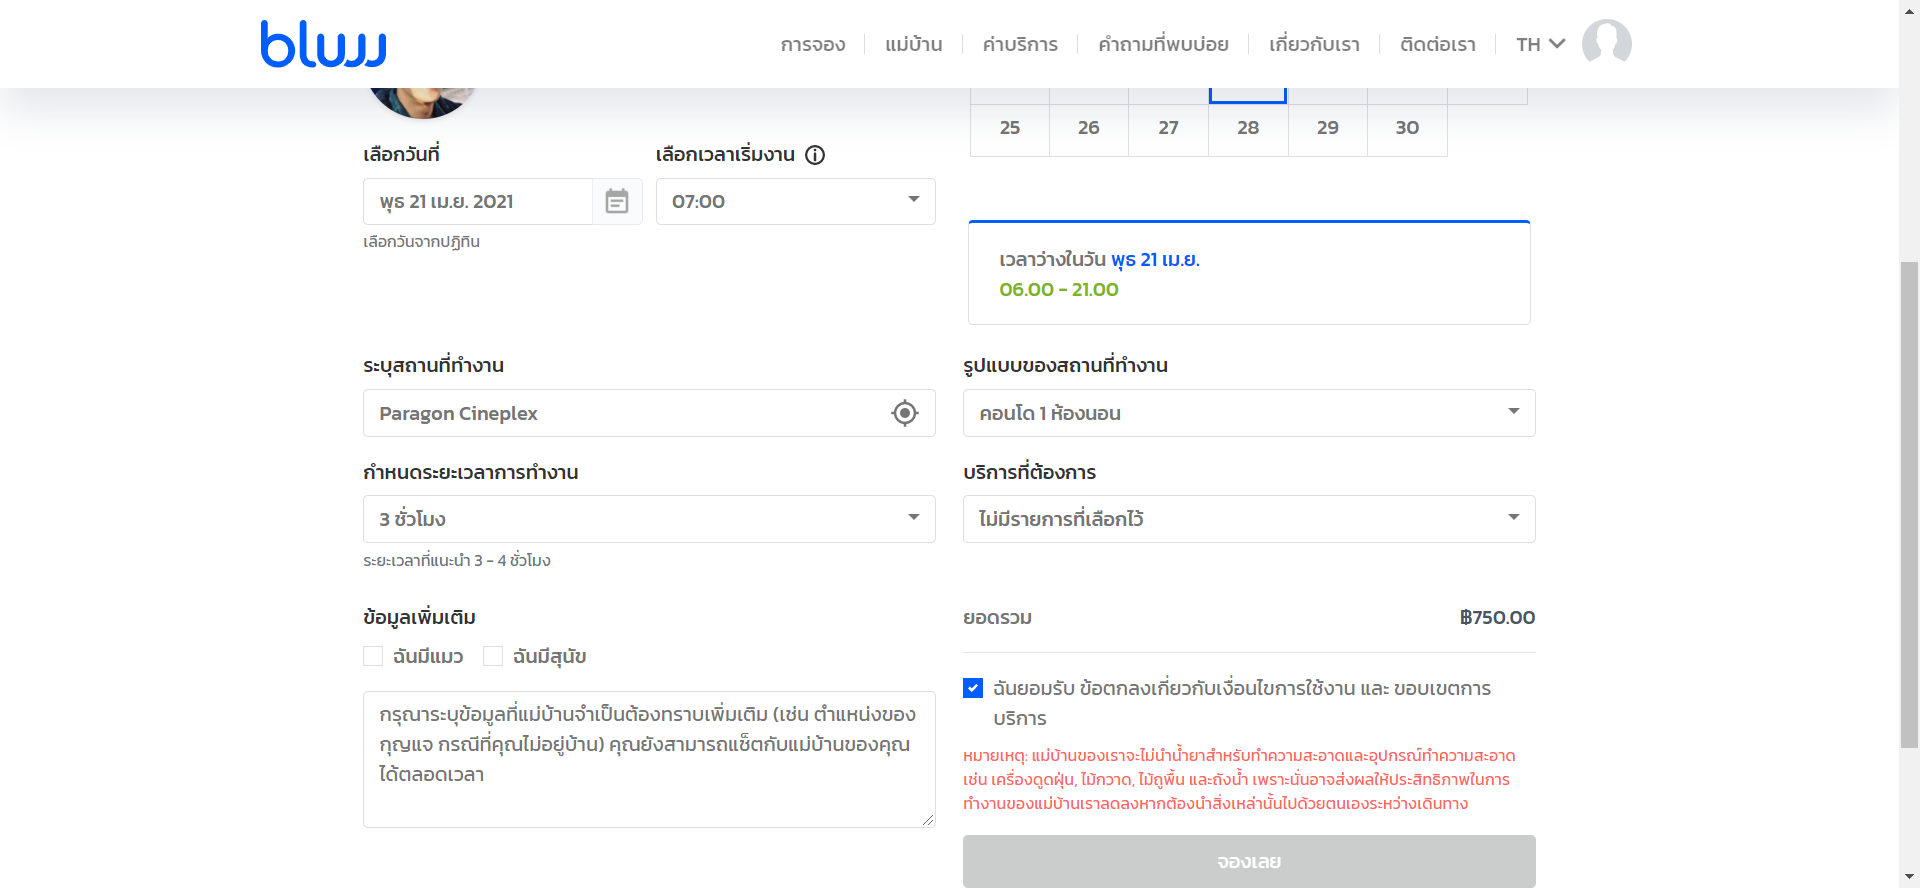 bluuu
การจอง
แม่บ้าน
ค่าบริการ
คำถามที่พบบ่อย
เกี่ยวกับเรา
ติดต่อเรา
TH
25 26 27 28 29 30
เลือกวันที่
เลือกเวลาเริ่มงาน
พุธ 21 เม.ย. 2021
07:00
เลือกวันจากปฏิทิน
เวลาว่างในวัน พุธ 21 เม.ย.
06.00 - 21.00
ระบุสถานที่ทำงาน
Paragon Cineplex
รูปแบบของสถานที่ทำงาน
คอนโด 1 ห้องนอน
กำหนดระยะเวลาการทำงาน
3 ชั่วโมง
ระยะเวลาที่แนะนำ 3 - 4 ชั่วโมง
บริการที่ต้องการ
ไม่มีรายการที่เลือกไว้
ข้อมูลเพิ่มเติม
ฉันมีแมว
ฉันมีสุนัข
กรุณาระบุข้อมูลที่แม่บ้านจำเป็นต้องทราบเพิ่มเติม (เช่น ตำแหน่งของ
กุญแจ กรณีที่คุณไม่อยู่บ้าน) คุณยังสามารถแช็ตกับแม่บ้านของคุณ
ได้ตลอดเวลา
ยอดรวม
฿750.00
ฉันยอมรับ ข้อตกลงเกี่ยวกับเงื่อนไขการใช้งาน และ ขอบเขตการ
บริการ
หมายเหตุ: แม่บ้านของเราจะไม่นำน้ำยาสำหรับทำความสะอาดและอุปกรณ์ทำความสะอาด
เช่น เครื่องดูดฝุ่น, ไม้กวาด, ไม้ถูพื้น และถังน้ำ เพราะนั่นอาจส่งผลให้ประสิทธิภาพในการ
ทำงานของแม่บ้านเราลดลงหากต้องนำสิ่งเหล่านั้นไปด้วยตนเองระหว่างเดินทาง
จองเลย